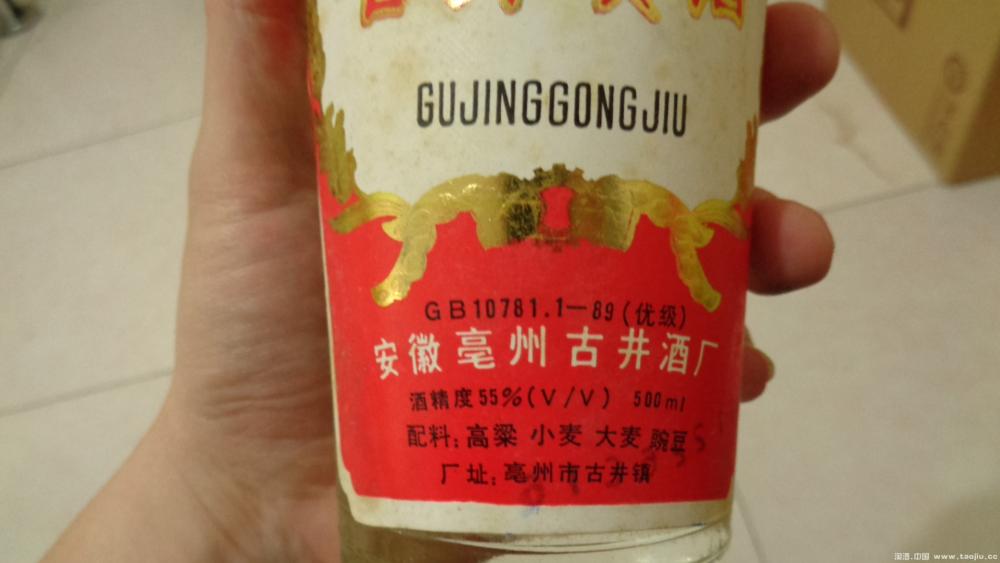 GUJINGGONGJIU
GB10781.1—89(优级)
安徽亳州古井酒厂
酒精度55%(V/V) 500ml
配料:高粱 小麦 大麦 豌豆
厂址:亳州市古井镇
淘酒.中国 www.taojiu.cc